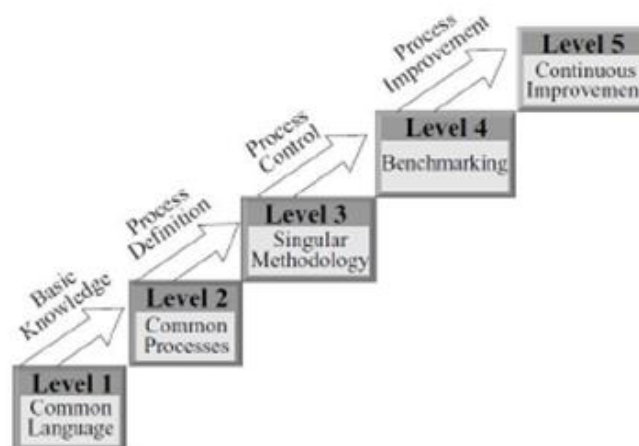 Process
Improvement
Level 5
Continuous
Improvement
Process
Control
Level 4
Benchmarking
Process
Definition
Level 3
Singular
Methodology
Basic
Knowledge
Level 2
Common
Processes
Level 1
Common
Language